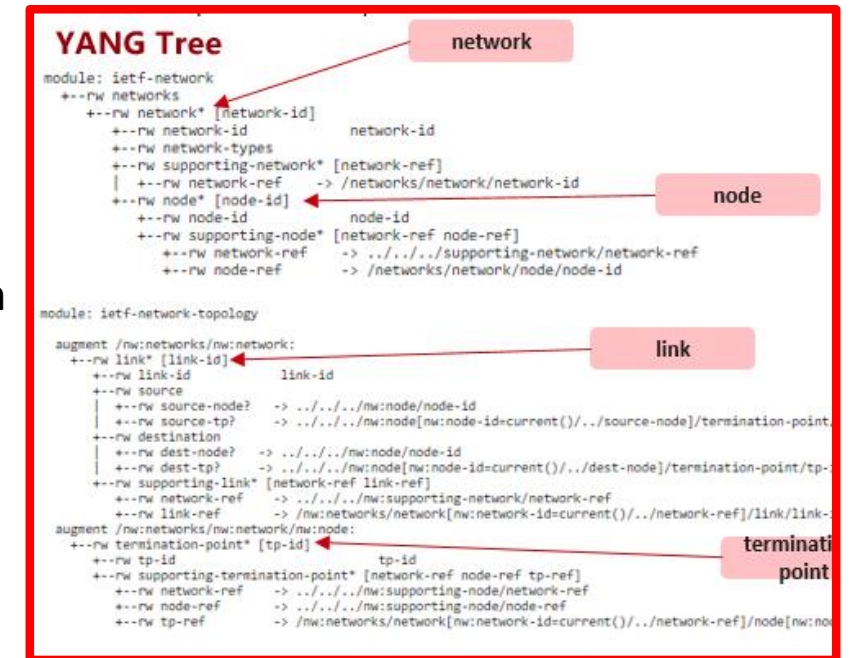 YANG Tree
network
module: ietf-network
+--rw networks
+--rw network* [network-id]
+--rw network-id network-id
+--rw network-types
+--rw supporting-network* [network-ref]
| +--rw network-ref -> /networks/network/network-id
+--rw node* [node-id]
node
+--rw node-id node-id
+--rw supporting-node* [network-ref node-ref]
+--rw network-ref -> ../../../supporting-network/network-ref
+--rw node-ref -> /networks/network/node/node-id
module: ietf-network-topology
augment /nw:networks/nw:network:
link
+--rw link* [link-id]
+--rw link-id link-id
+--rw source
| +--rw source-node? -> ../../../nw:node/node-id
| +--rw source-tp? -> ../../../nw:node[nw:node-id=current()/../source-node]/termination-point/
+--rw destination
| +--rw dest-node? -> ../../../nw:node/node-id
| +--rw dest-tp? -> ../../../nw:node[nw:node-id=current()/../dest-node]/termination-point/tp-
+--rw supporting-link* [network-ref link-ref]
+--rw network-ref -> ../../../nw:supporting-network/network-ref
+--rw link-ref -> /nw:networks/network[nw:network-id=current()/../network-ref]/link/link-
augment /nw:networks/nw:network/nw:node:
+--rw termination-point* [tp-id]
terminati
point
+--rw tp-id tp-id
+--rw supporting-termination-point* [network-ref node-ref tp-ref]
+--rw network-ref -> ../../../nw:supporting-node/network-ref
+--rw node-ref -> ../../../nw:supporting-node/node-ref
+--rw tp-ref -> /nw:networks/network[nw:network-id=current()/../network-ref]/node[nw:no